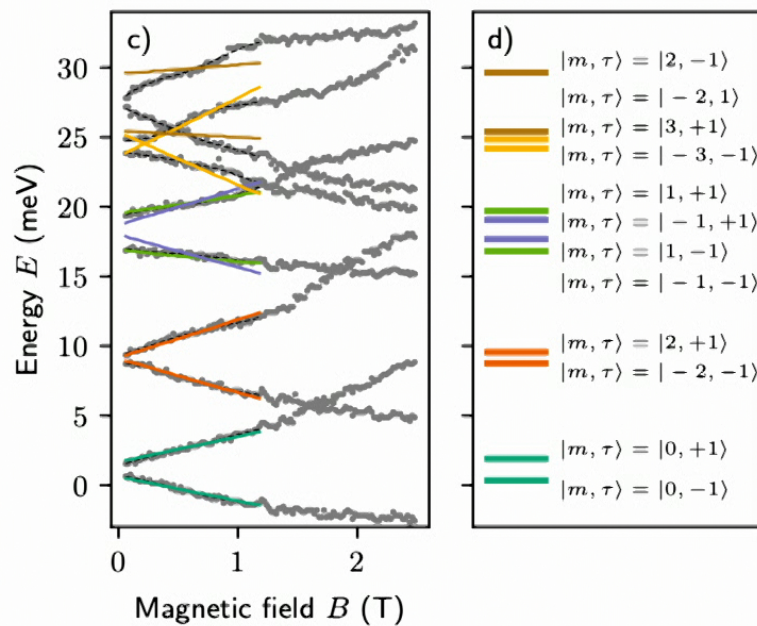 c)
30
25
20
15
10
5
0
Energy E (meV)
0
1
2
Magnetic field B (T)
d)
|m, τ⟩ = |2, −1⟩
|m, τ⟩ = | − 2, 1⟩
|m, τ⟩ = |3, +1⟩
|m, τ⟩ = | − 3, −1⟩
|m, τ⟩ = |1, +1⟩
|m, τ⟩ = | − 1, +1⟩
|m, τ⟩ = |1, −1⟩
|m, τ⟩ = | − 1, −1⟩
|m, τ⟩ = |2, +1⟩
|m, τ⟩ = | − 2, −1⟩
|m, τ⟩ = |0, +1⟩
|m, τ⟩ = |0, −1⟩